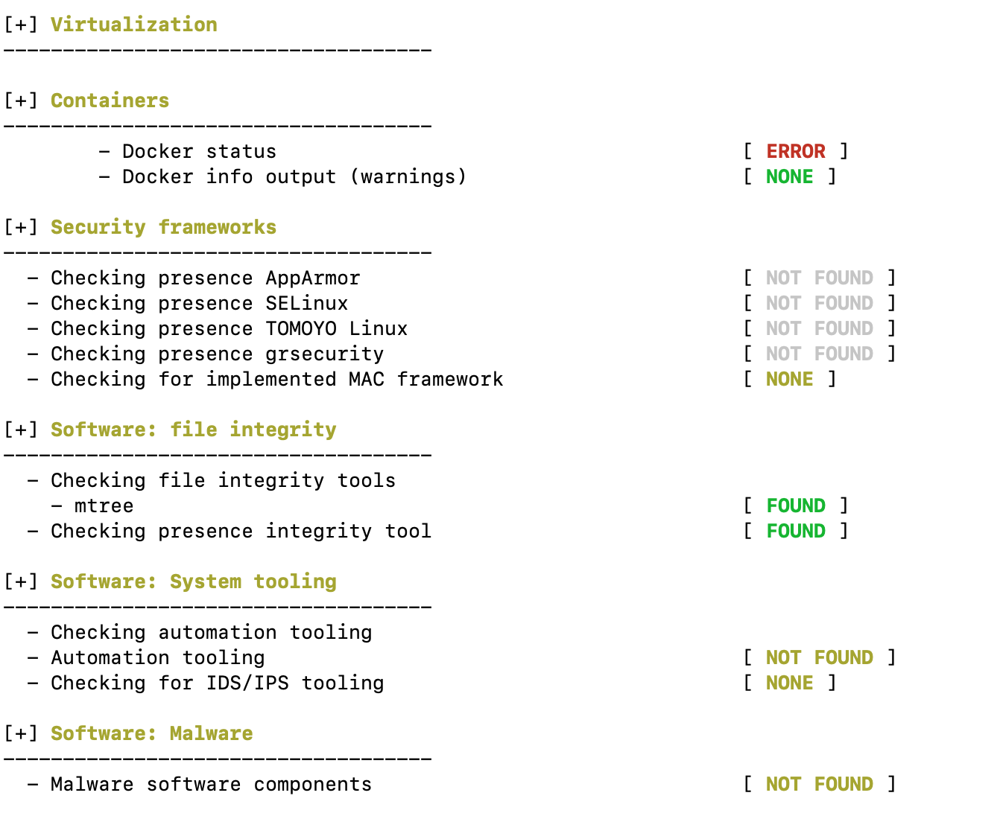 [+] Virtualization
------------------------------------
[+] Containers
------------------------------------
        - Docker status                                       [ ERROR ]
        - Docker info output (warnings)                       [ NONE ]
[+] Security frameworks
------------------------------------
  - Checking presence AppArmor                                [ NOT FOUND ]
  - Checking presence SELinux                                 [ NOT FOUND ]
  - Checking presence TOMOYO Linux                            [ NOT FOUND ]
  - Checking presence grsecurity                              [ NOT FOUND ]
  - Checking for implemented MAC framework                    [ NONE ]
[+] Software: file integrity
------------------------------------
  - Checking file integrity tools
    - mtree                                                   [ FOUND ]
  - Checking presence integrity tool                          [ FOUND ]
[+] Software: System tooling
------------------------------------
  - Checking automation tooling
  - Automation tooling                                        [ NOT FOUND ]
  - Checking for IDS/IPS tooling                              [ NONE ]
[+] Software: Malware
------------------------------------
  - Malware software components                               [ NOT FOUND ]